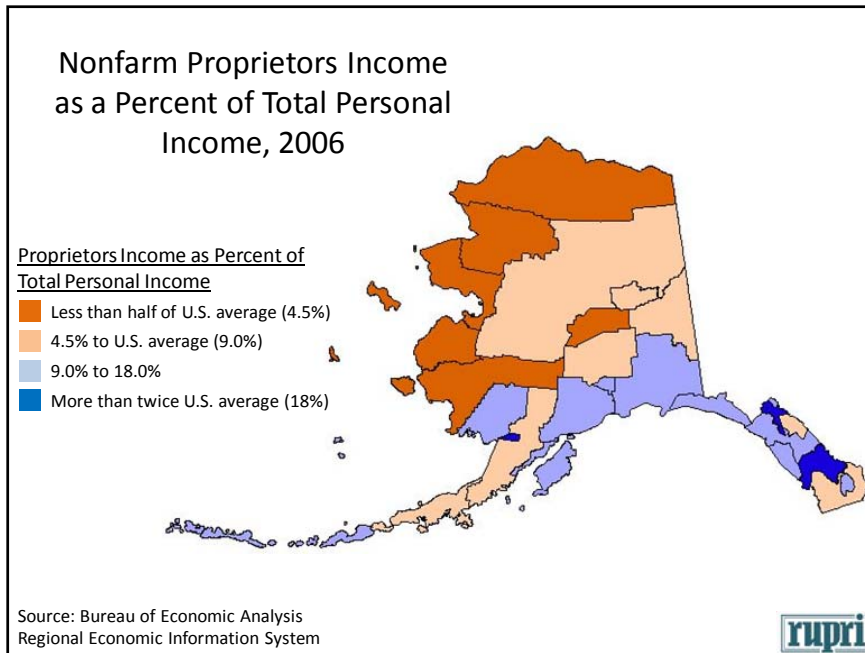 Nonfarm Proprietors Income
as a Percent of Total Personal
Income, 2006
Proprietors Income as Percent of
Total Personal Income
Less than half of U.S. average (4.5%)
4.5% to U.S. average (9.0%)
9.0% to 18.0%
More than twice U.S. average (18%)
Source: Bureau of Economic Analysis
Regional Economic Information System
rupri